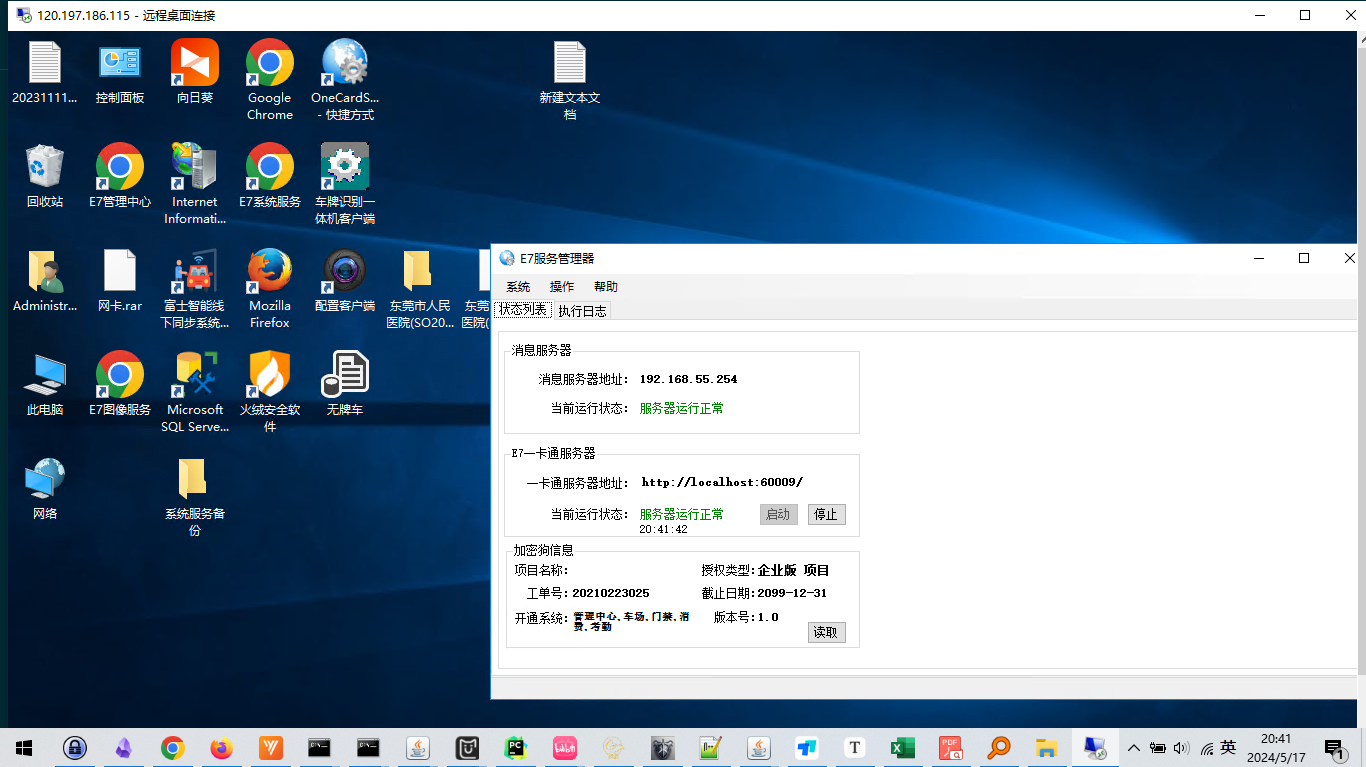 120.197.186.115 - 远程桌面连接
20231111...
控制面板
向日葵
Google
Chrome
OneCardS...
- 快捷方式
新建文本文
档
回收站
E7管理中心
Internet
Informati...
E7系统服务
车牌识别一
体机客户端
Administr...
网卡.rar
富士智能线
下同步系统...
Mozilla
Firefox
配置客户端
东莞市人民
医院(SO20...
东莞
医院(
此电脑
E7图像服务
Microsoft
SQL Serve...
火绒安全软
件
无牌车
网络
系统服务备
份
E7服务管理器
系统 操作 帮助
状态列表 执行日志
消息服务器
消息服务器地址: 192.168.55.254
当前运行状态: 服务器运行正常
E7一卡通服务器
一卡通服务器地址: http://localhost:60009/
当前运行状态: 服务器运行正常 启动 停止
20:41:42
加密狗信息
项目名称: 授权类型:企业版 项目
工单号:20210223025 截止日期:2099-12-31
开通系统:管理中心,车场,门禁,消
费,考勤
版本号:1.0
读取
英
20:41
2024/5/17
1